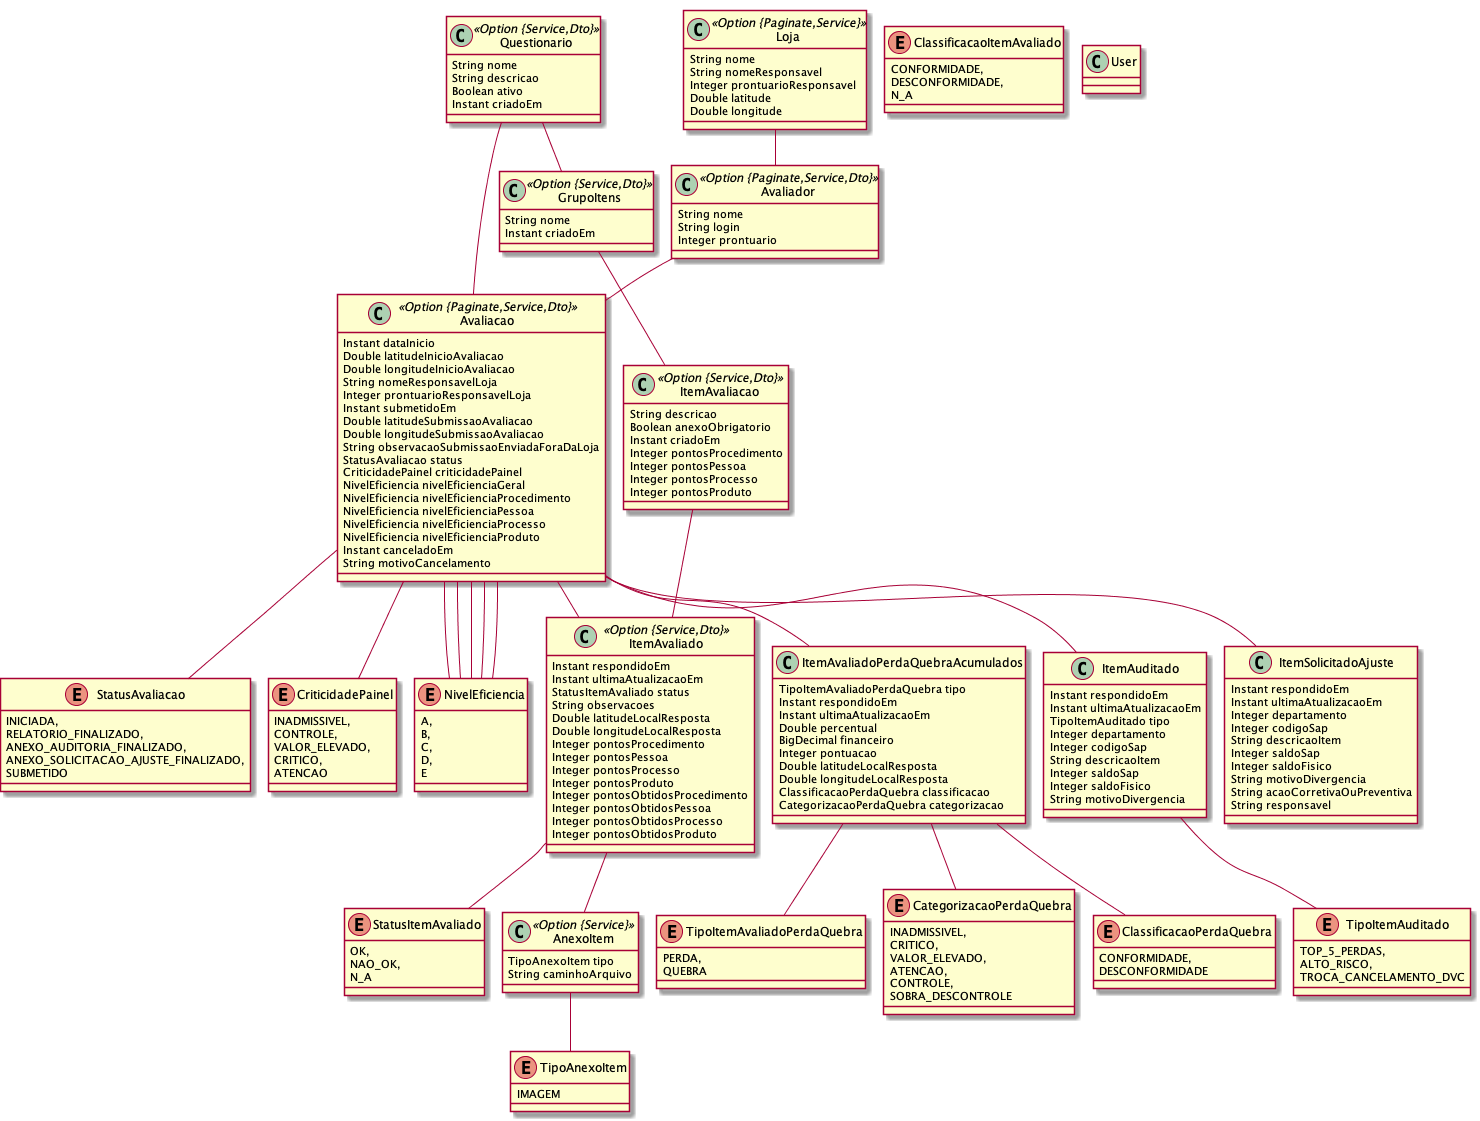 C
«Option {Service,Dto}»
Questionario
String nome
String descricao
Boolean ativo
Instant criadoEm
C
«Option {Paginate,Service}»
Loja
String nome
String nomeResponsavel
Integer prontuarioResponsavel
Double latitude
Double longitude
E ClassificacaoItemAvaliado
CONFORMIDADE,
DESCONFORMIDADE,
N_A
C User
C
«Option {Service,Dto}»
GrupoItens
String nome
Instant criadoEm
C
«Option {Paginate,Service,Dto}»
Avaliador
String nome
String login
Integer prontuario
C
«Option {Paginate,Service,Dto}»
Avaliacao
Instant dataInicio
Double latitudeInicioAvaliacao
Double longitudeInicioAvaliacao
String nomeResponsavelLoja
Integer prontuarioResponsavelLoja
Instant submetidoEm
Double latitudeSubmissaoAvaliacao
Double longitudeSubmissaoAvaliacao
String observacaoSubmissaoEnviadaForaDaLoja
StatusAvaliacao status
CriticidadePainel criticidadePainel
NivelEficiencia nivelEficienciaGeral
NivelEficiencia nivelEficienciaProcedimento
NivelEficiencia nivelEficienciaPessoa
NivelEficiencia nivelEficienciaProcesso
NivelEficiencia nivelEficienciaProduto
Instant canceladoEm
String motivoCancelamento
C
«Option {Service,Dto}»
ItemAvaliacao
String descricao
Boolean anexoObrigatorio
Instant criadoEm
Integer pontosProcedimento
Integer pontosPessoa
Integer pontosProcesso
Integer pontosProduto
E StatusAvaliacao
INICIADA,
RELATORIO_FINALIZADO,
ANEXO_AUDITORIA_FINALIZADO,
ANEXO_SOLICITACAO_AJUSTE_FINALIZADO,
SUBMETIDO
E CriticidadePainel
INADMISSIVEL,
CONTROLE,
VALOR_ELEVADO,
CRITICO,
ATENCAO
E NivelEficiencia
A,
B,
C,
D,
E
C
«Option {Service,Dto}»
ItemAvaliado
Instant respondidoEm
Instant ultimaAtualizacaoEm
StatusItemAvaliado status
String observacoes
Double latitudeLocalResposta
Double longitudeLocalResposta
Integer pontosProcedimento
Integer pontosPessoa
Integer pontosProcesso
Integer pontosProduto
Integer pontosObtidosProcedimento
Integer pontosObtidosPessoa
Integer pontosObtidosProcesso
Integer pontosObtidosProduto
C ItemAvaliadoPerdaQuebraAcumulados
TipoItemAvaliadoPerdaQuebra tipo
Instant respondidoEm
Instant ultimaAtualizacaoEm
Double percentual
BigDecimal financeiro
Integer pontuacao
Double latitudeLocalResposta
Double longitudeLocalResposta
ClassificacaoPerdaQuebra classificacao
CategorizacaoPerdaQuebra categorizacao
C ItemAuditado
Instant respondidoEm
Instant ultimaAtualizacaoEm
TipoItemAuditado tipo
Integer departamento
Integer codigoSap
String descricaoItem
Integer saldoSap
Integer saldoFisico
String motivoDivergencia
C ItemSolicitadoAjuste
Instant respondidoEm
Instant ultimaAtualizacaoEm
Integer departamento
Integer codigoSap
String descricaoItem
Integer saldoSap
Integer saldoFisico
String motivoDivergencia
String acaoCorretivaOuPreventiva
String responsavel
E StatusItemAvaliado
OK,
NAO_OK,
N_A
C
«Option {Service}»
AnexoItem
TipoAnexoItem tipo
String caminhoArquivo
E TipoItemAvaliadoPerdaQuebra
PERDA,
QUEBRA
E CategorizacaoPerdaQuebra
INADMISSIVEL,
CRITICO,
VALOR_ELEVADO,
ATENCAO,
CONTROLE,
SOBRA_DESCONTROLE
E ClassificacaoPerdaQuebra
CONFORMIDADE,
DESCONFORMIDADE
E TipoItemAuditado
TOP_5_PERDAS,
ALTO_RISCO,
TROCA_CANCELAMENTO_DVC
E TipoAnexoItem
IMAGEM